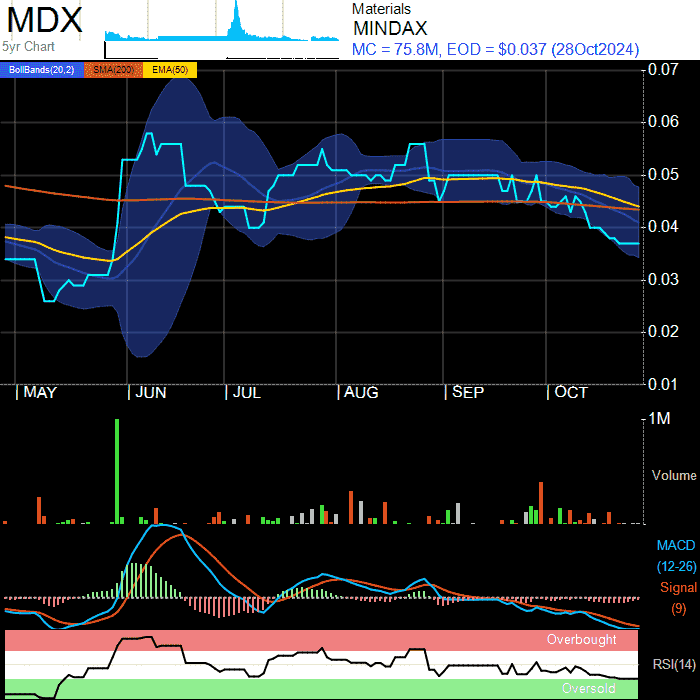 MDX
5yr Chart
Materials
MINDAX
MC = 75.8M, EOD = $0.037 (28Oct2024)
BollBands(20,2) SMA(200) EMA(50)
0.07
0.06
0.05
0.04
0.03
0.02
0.01
MAY JUN JUL AUG SEP OCT
1M
Volume
MACD
(12-26)
Signal
(9)
Overbought
RSI(14)
Oversold